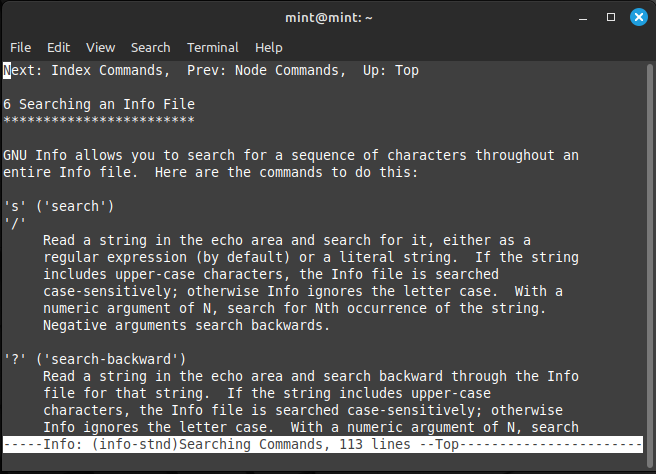 mint@mint: ~
File Edit View Search Terminal Help
Next: Index Commands,  Prev: Node Commands,  Up: Top
6 Searching an Info File
************************
GNU Info allows you to search for a sequence of characters throughout an
entire Info file.  Here are the commands to do this:
's' ('search')
'/'
Read a string in the echo area and search for it, either as a
regular expression (by default) or a literal string.  If the string
includes upper-case characters, the Info file is searched
case-sensitively; otherwise Info ignores the letter case.  With a
numeric argument of N, search for Nth occurrence of the string.
Negative arguments search backwards.
'?' ('search-backward')
Read a string in the echo area and search backward through the Info
file for that string.  If the string includes upper-case
characters, the Info file is searched case-sensitively; otherwise
Info ignores the letter case.  With a numeric argument of N, search
-----Info: (info-stnd)Searching Commands, 113 lines --Top-----------------------